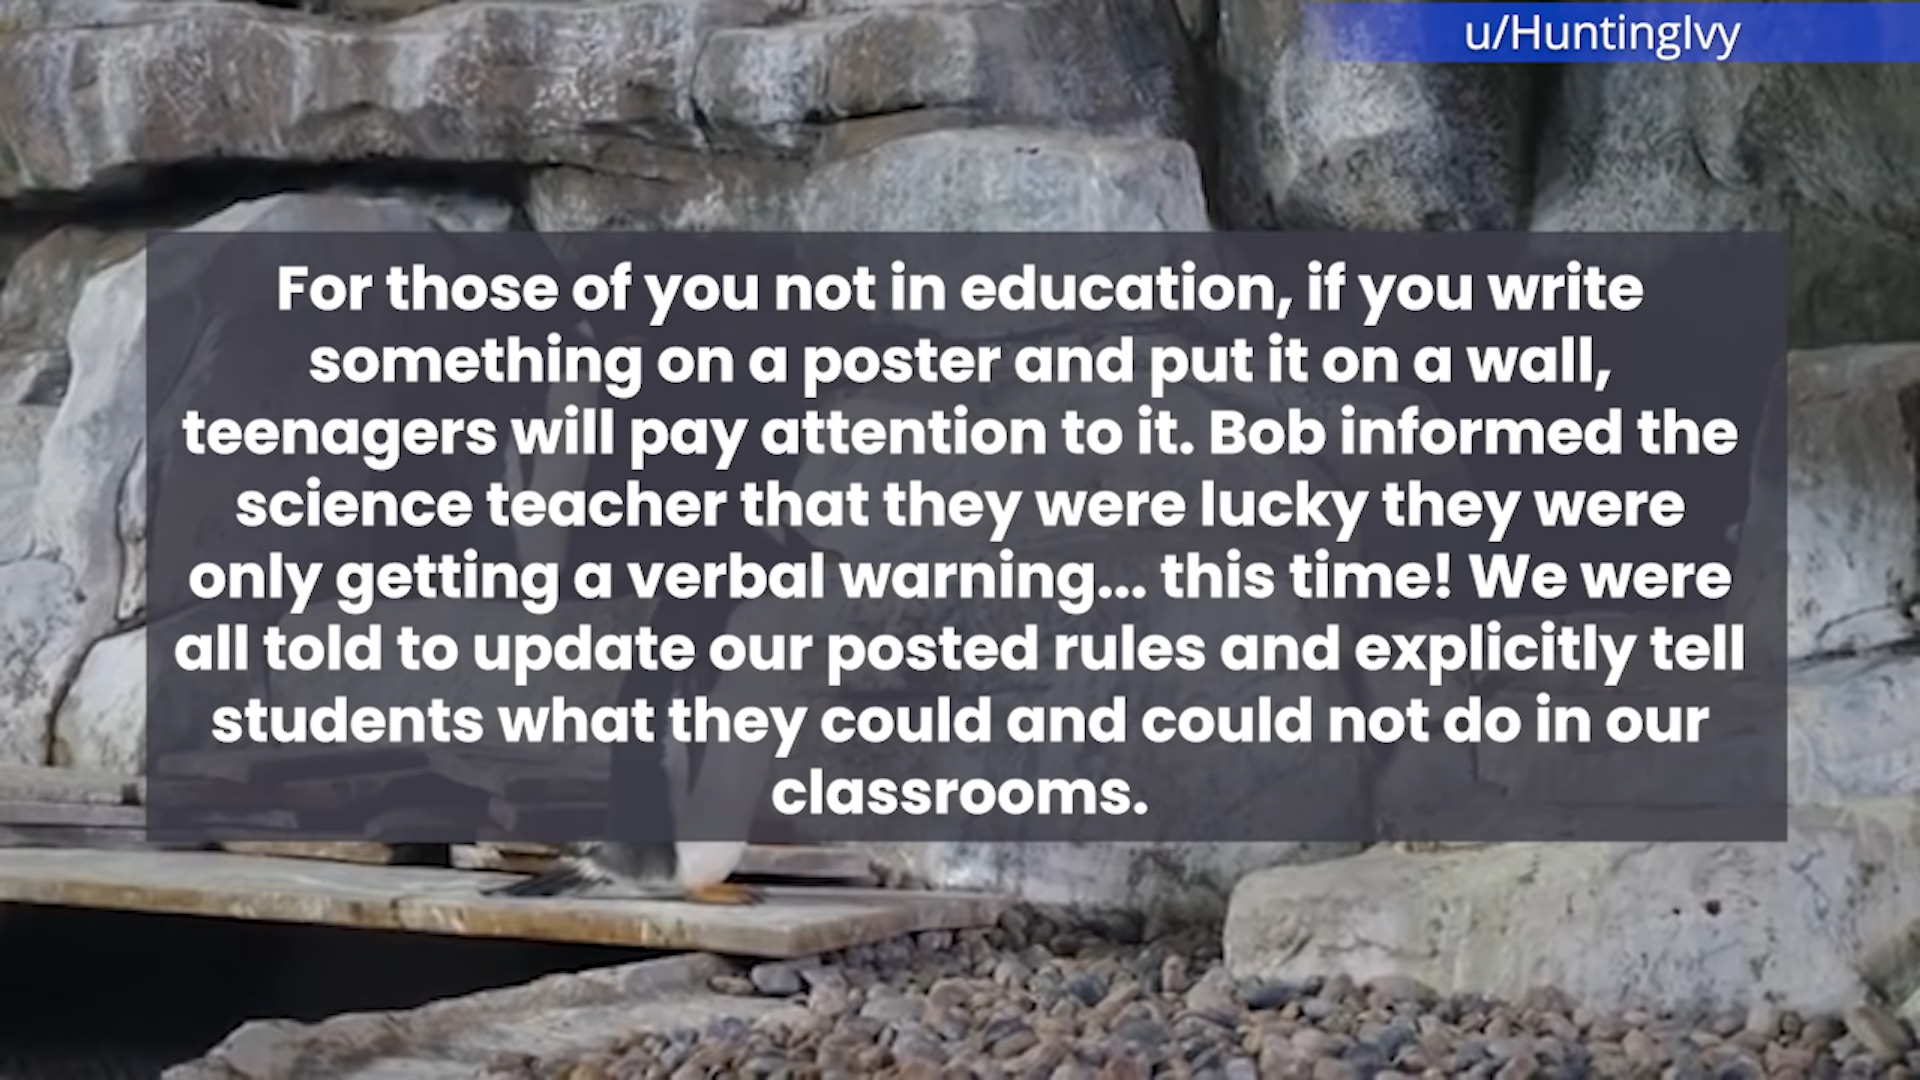 u/HuntingIvy
For those of you not in education, if you write
something on a poster and put it on a wall,
teenagers will pay attention to it. Bob informed the
science teacher that they were lucky they were
only getting a verbal warning... this time! We were
all told to update our posted rules and explicitly tell
students what they could and could not do in our
classrooms.